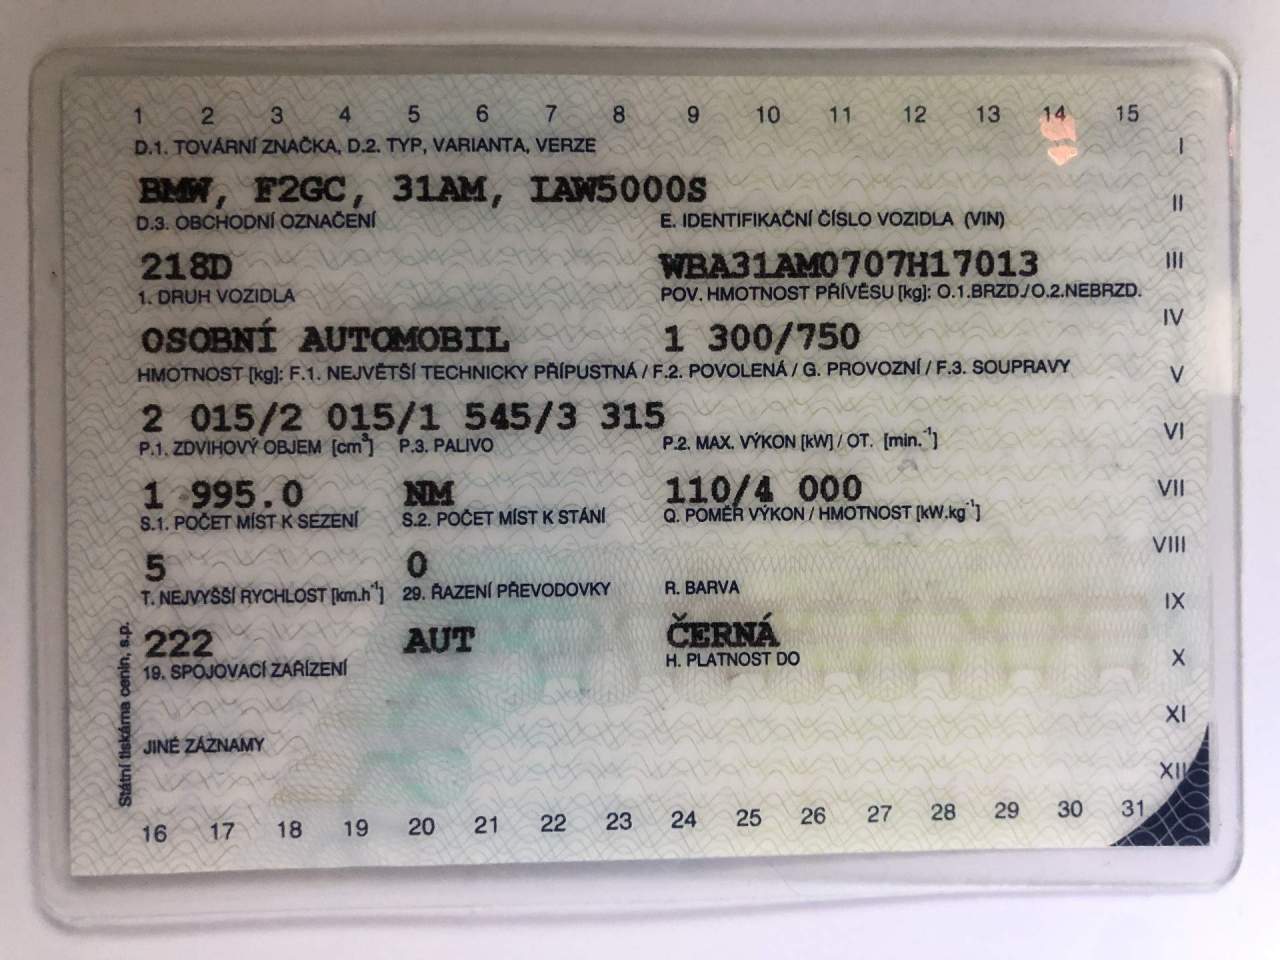 1 2 3 4 5 6 7 8 9 10 11 12 13 14 15
D.1. TOVÁRNÍ ZNAČKA, D.2. TYP, VARIANTA, VERZE I
BMW, F2GC, 31AM, IAW5000S
D.3. OBCHODNÍ OZNAČENÍ E. IDENTIFIKAČNÍ ČÍSLO VOZIDLA (VIN) II
218D WBA31AM0707H17013 III
1. DRUH VOZIDLA POV. HMOTNOST PŘÍVĚSU [kg]: O.1.BRZD./O.2.NEBRZD.
OSOBNÍ AUTOMOBIL 1 300/750 IV
HMOTNOST [kg]: F.1. NEJVĚTŠÍ TECHNICKY PŘÍPUSTNÁ / F.2. POVOLENÁ / G. PROVOZNÍ / F.3. SOUPRAVY V
2 015/2 015/1 545/3 315
P.1. ZDVIHOVÝ OBJEM [cm³] P.3. PALIVO P.2. MAX. VÝKON [kW] / OT. [min.⁻¹] VI
1 995.0 NM 110/4 000 VII
S.1. POČET MÍST K SEZENÍ S.2. POČET MÍST K STÁNÍ Q. POMĚR VÝKON / HMOTNOST [kW.kg⁻¹]
5 0 VIII
T. NEJVYŠŠÍ RYCHLOST [km.h⁻¹] 29. ŘAZENÍ PŘEVODOVKY R. BARVA IX
222 AUT ČERNÁ
19. SPOJOVACÍ ZAŘÍZENÍ H. PLATNOST DO X
XI
JINÉ ZÁZNAMY
XII
16 17 18 19 20 21 22 23 24 25 26 27 28 29 30 31
Státní tiskárna cenin, s.p.